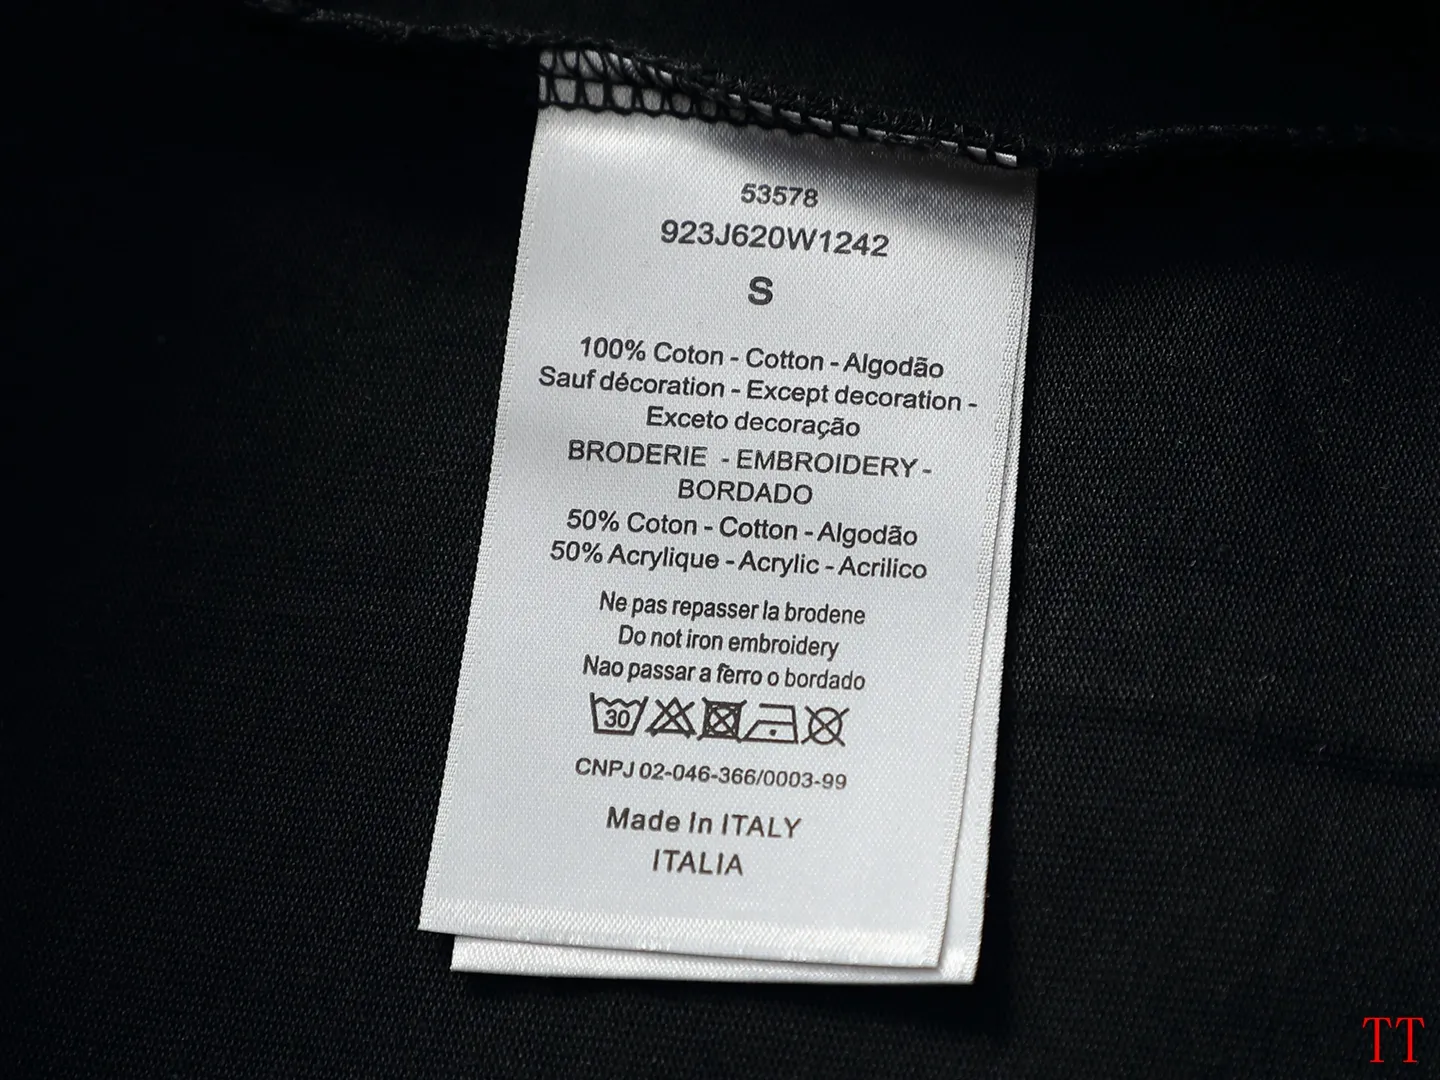 53578
923J620W1242
S
100% Coton - Cotton - Algodão
Sauf décoration - Except decoration -
Exceto decoração
BRODERIE - EMBROIDERY -
BORDADO
50% Coton - Cotton - Algodão
50% Acrylique - Acrylic - Acrilico
Ne pas repasser la brodene
Do not iron embroidery
Nao passar a ferro o bordado
30
CNPJ 02-046-366/0003-99
Made In ITALY
ITALIA
TT